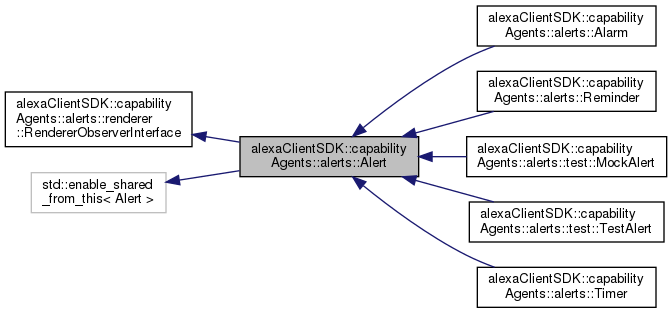 alexaClientSDK::capability
Agents::alerts::Alarm
alexaClientSDK::capability
Agents::alerts::Reminder
alexaClientSDK::capability
Agents::alerts::renderer
::RendererObserverInterface
alexaClientSDK::capability
Agents::alerts::Alert
alexaClientSDK::capability
Agents::alerts::test::MockAlert
std::enable_shared
_from_this< Alert >
alexaClientSDK::capability
Agents::alerts::test::TestAlert
alexaClientSDK::capability
Agents::alerts::Timer